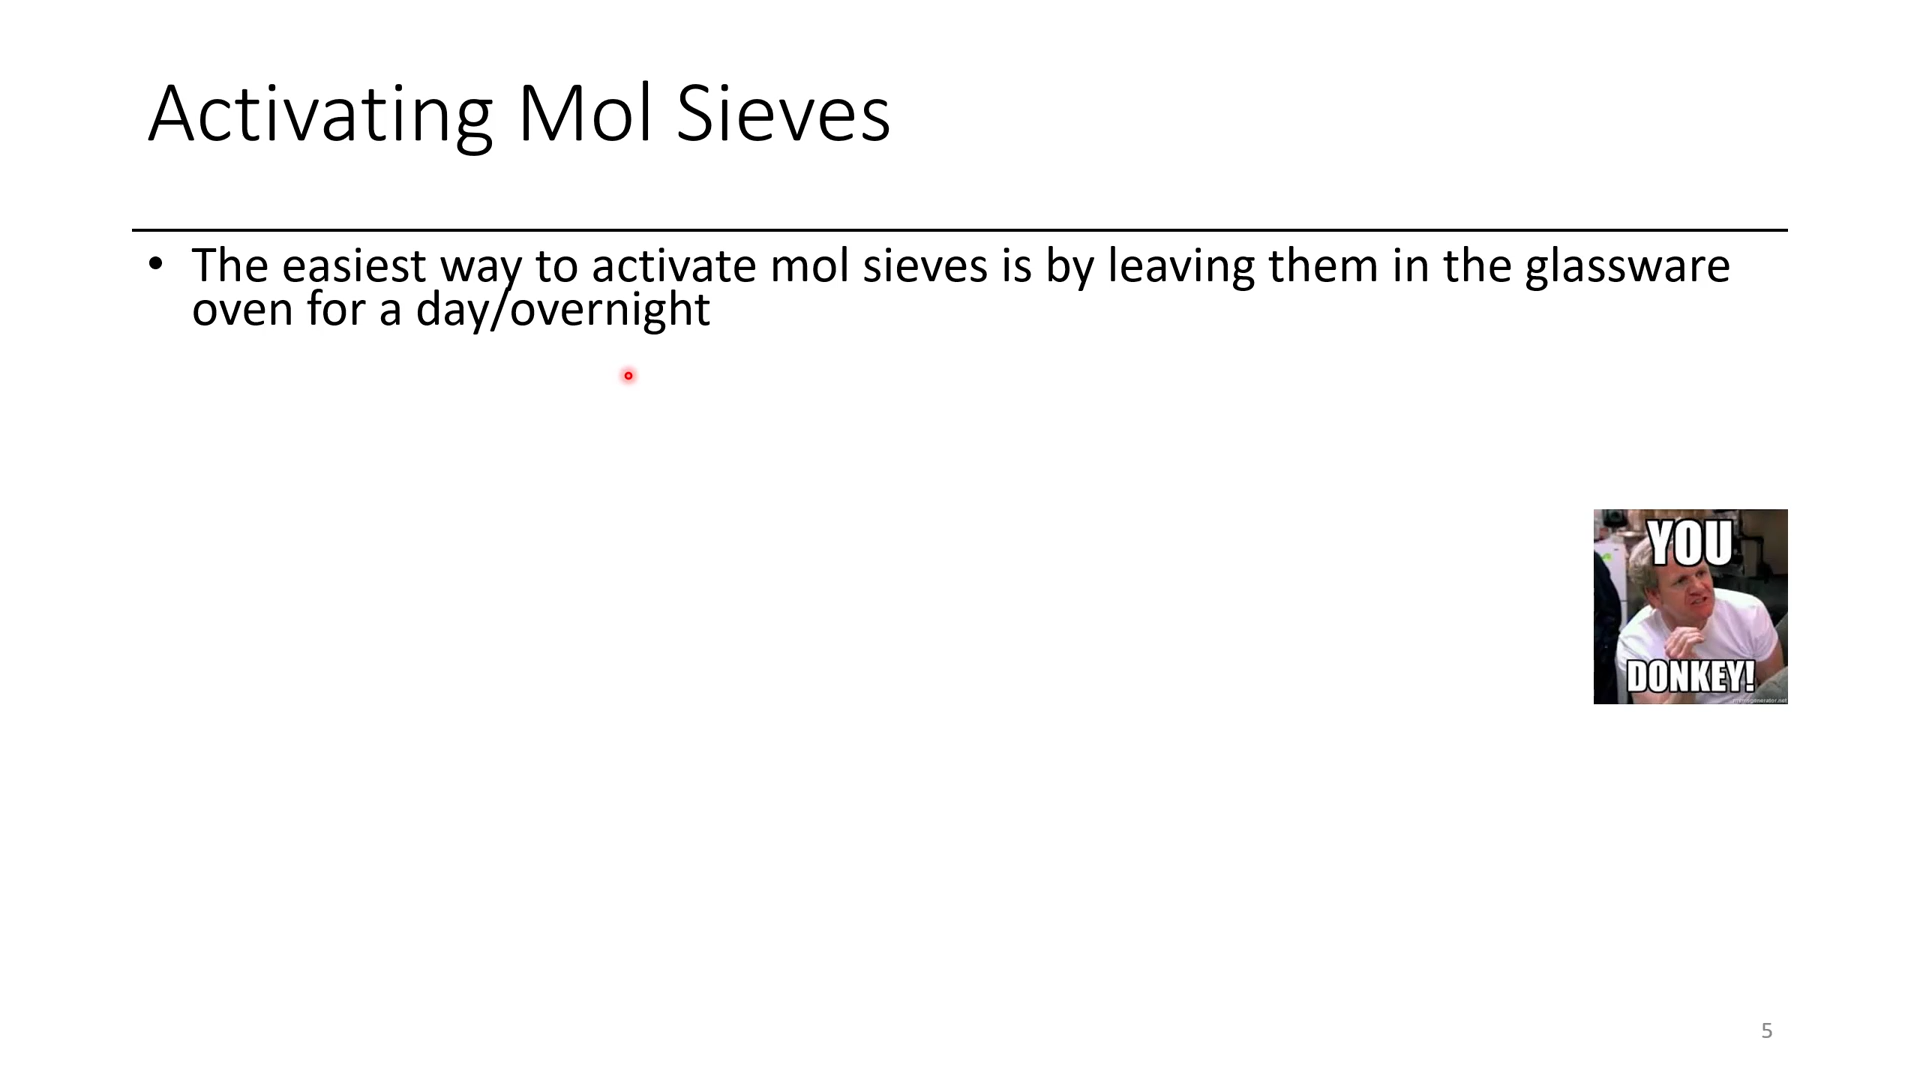 Activating Mol Sieves
• The easiest way to activate mol sieves is by leaving them in the glassware
oven for a day/overnight
YOU
DONKEY!
5